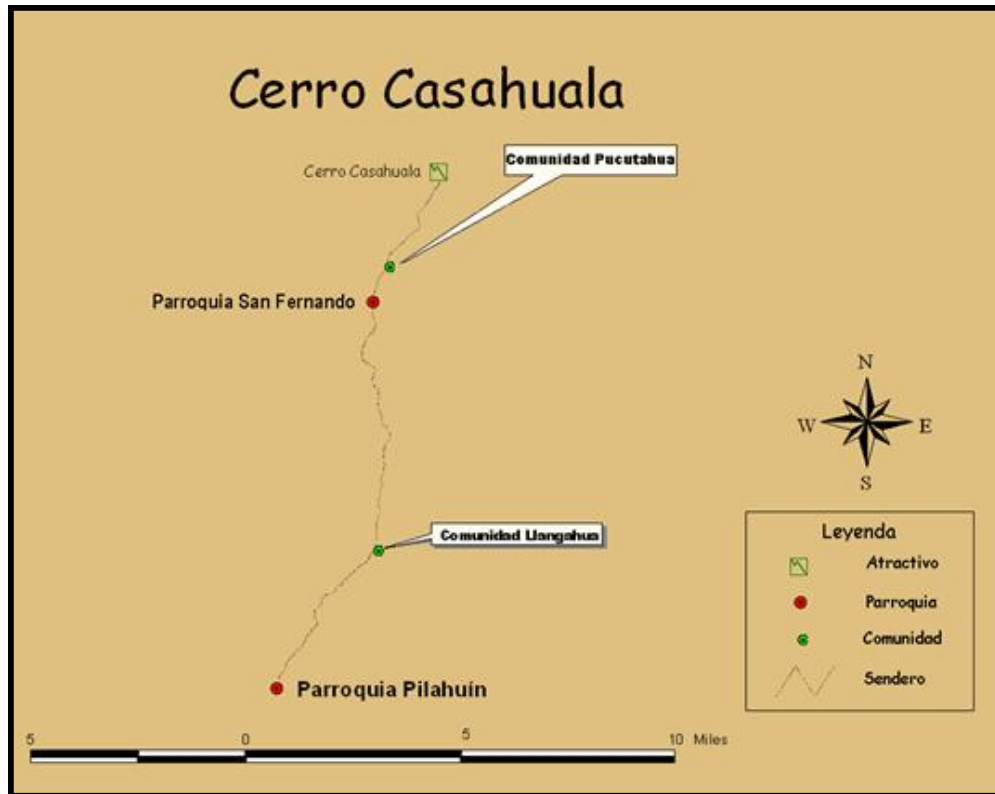 Cerro Casahuala
Comunidad Pucutahua
Cerro Casahuala
Parroquia San Fernando
N
W E
S
Comunidad Llangahua
Leyenda
Atractivo
Parroquia
Comunidad
Sendero
Parroquia Pilahuín
5 0 5 10 Miles